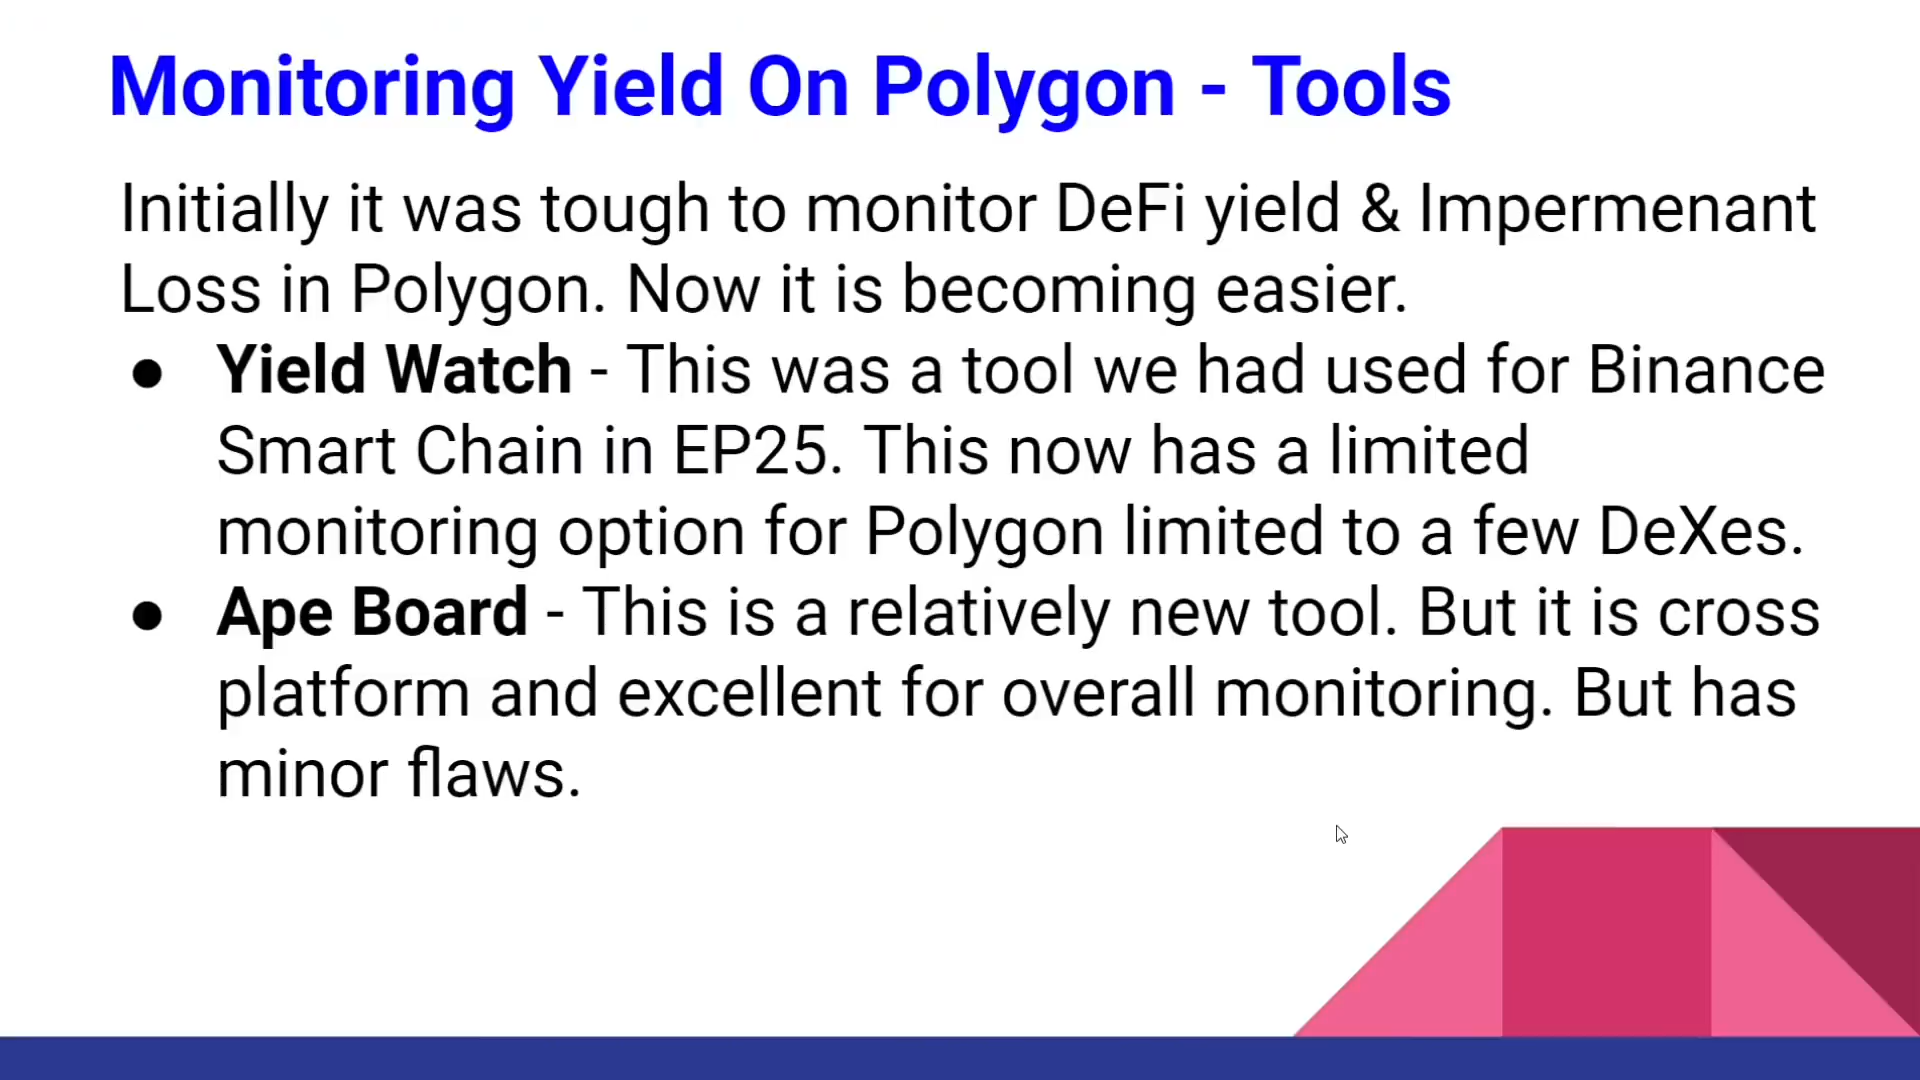 Monitoring Yield On Polygon - Tools
Initially it was tough to monitor DeFi yield & Impermenant
Loss in Polygon. Now it is becoming easier.
● Yield Watch - This was a tool we had used for Binance
Smart Chain in EP25. This now has a limited
monitoring option for Polygon limited to a few DeXes.
● Ape Board - This is a relatively new tool. But it is cross
platform and excellent for overall monitoring. But has
minor flaws.